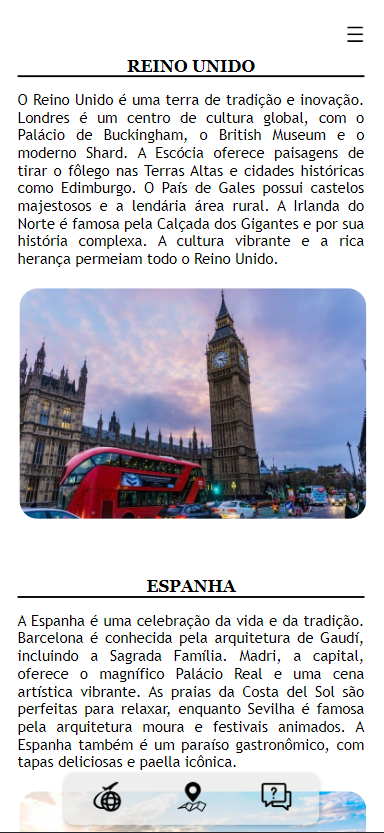 REINO UNIDO
O Reino Unido é uma terra de tradição e inovação.
Londres é um centro de cultura global, com o
Palácio de Buckingham, o British Museum e o
moderno Shard. A Escócia oferece paisagens de
tirar o fôlego nas Terras Altas e cidades históricas
como Edimburgo. O País de Gales possui castelos
majestosos e a lendária área rural. A Irlanda do
Norte é famosa pela Calçada dos Gigantes e por sua
história complexa. A cultura vibrante e a rica
herança permeiam todo o Reino Unido.
ESPANHA
A Espanha é uma celebração da vida e da tradição.
Barcelona é conhecida pela arquitetura de Gaudí,
incluindo a Sagrada Família. Madri, a capital,
oferece o magnífico Palácio Real e uma cena
artística vibrante. As praias da Costa del Sol são
perfeitas para relaxar, enquanto Sevilha é famosa
pela arquitetura moura e festivais animados. A
Espanha também é um paraíso gastronômico, com
tapas deliciosas e paella icônica.